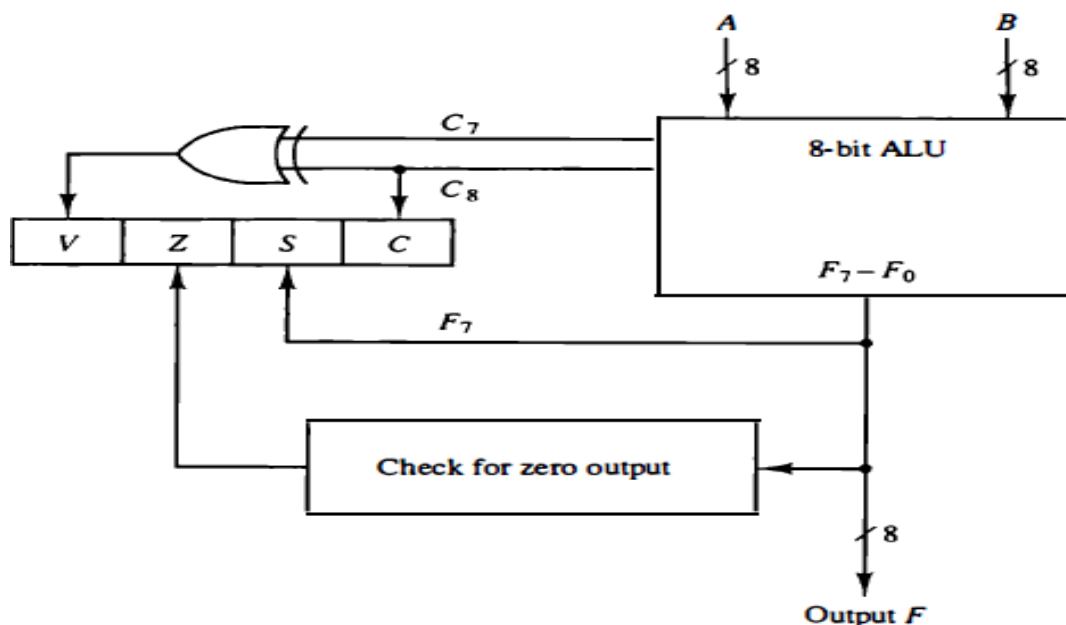 A
B
8
8
C₇
8-bit ALU
C₈
V Z S C
F₇ – F₀
F₇
Check for zero output
8
Output F